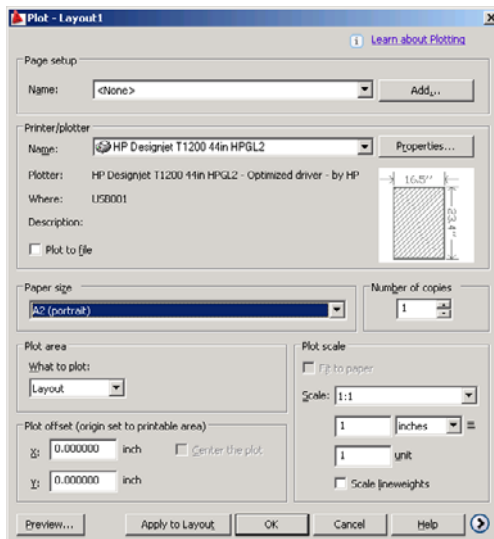 Plot - Layout1
Learn about Plotting
Page setup
Name: <None> Add...
Printer/plotter
Name: HP Designjet T1200 44in HPGL2 Properties...
Plotter: HP Designjet T1200 44in HPGL2 - Optimized driver - by HP
Where: USB001
Description:
Plot to file
16.5"
23.4"
Paper size
A2 (portrait)
Number of copies
1
Plot area
What to plot:
Layout
Plot scale
Fit to paper
Scale: 1:1
1 inches =
1 unit
Scale lineweights
Plot offset (origin set to printable area)
X: 0.000000 inch Center the plot
Y: 0.000000 inch
Preview... Apply to Layout OK Cancel Help